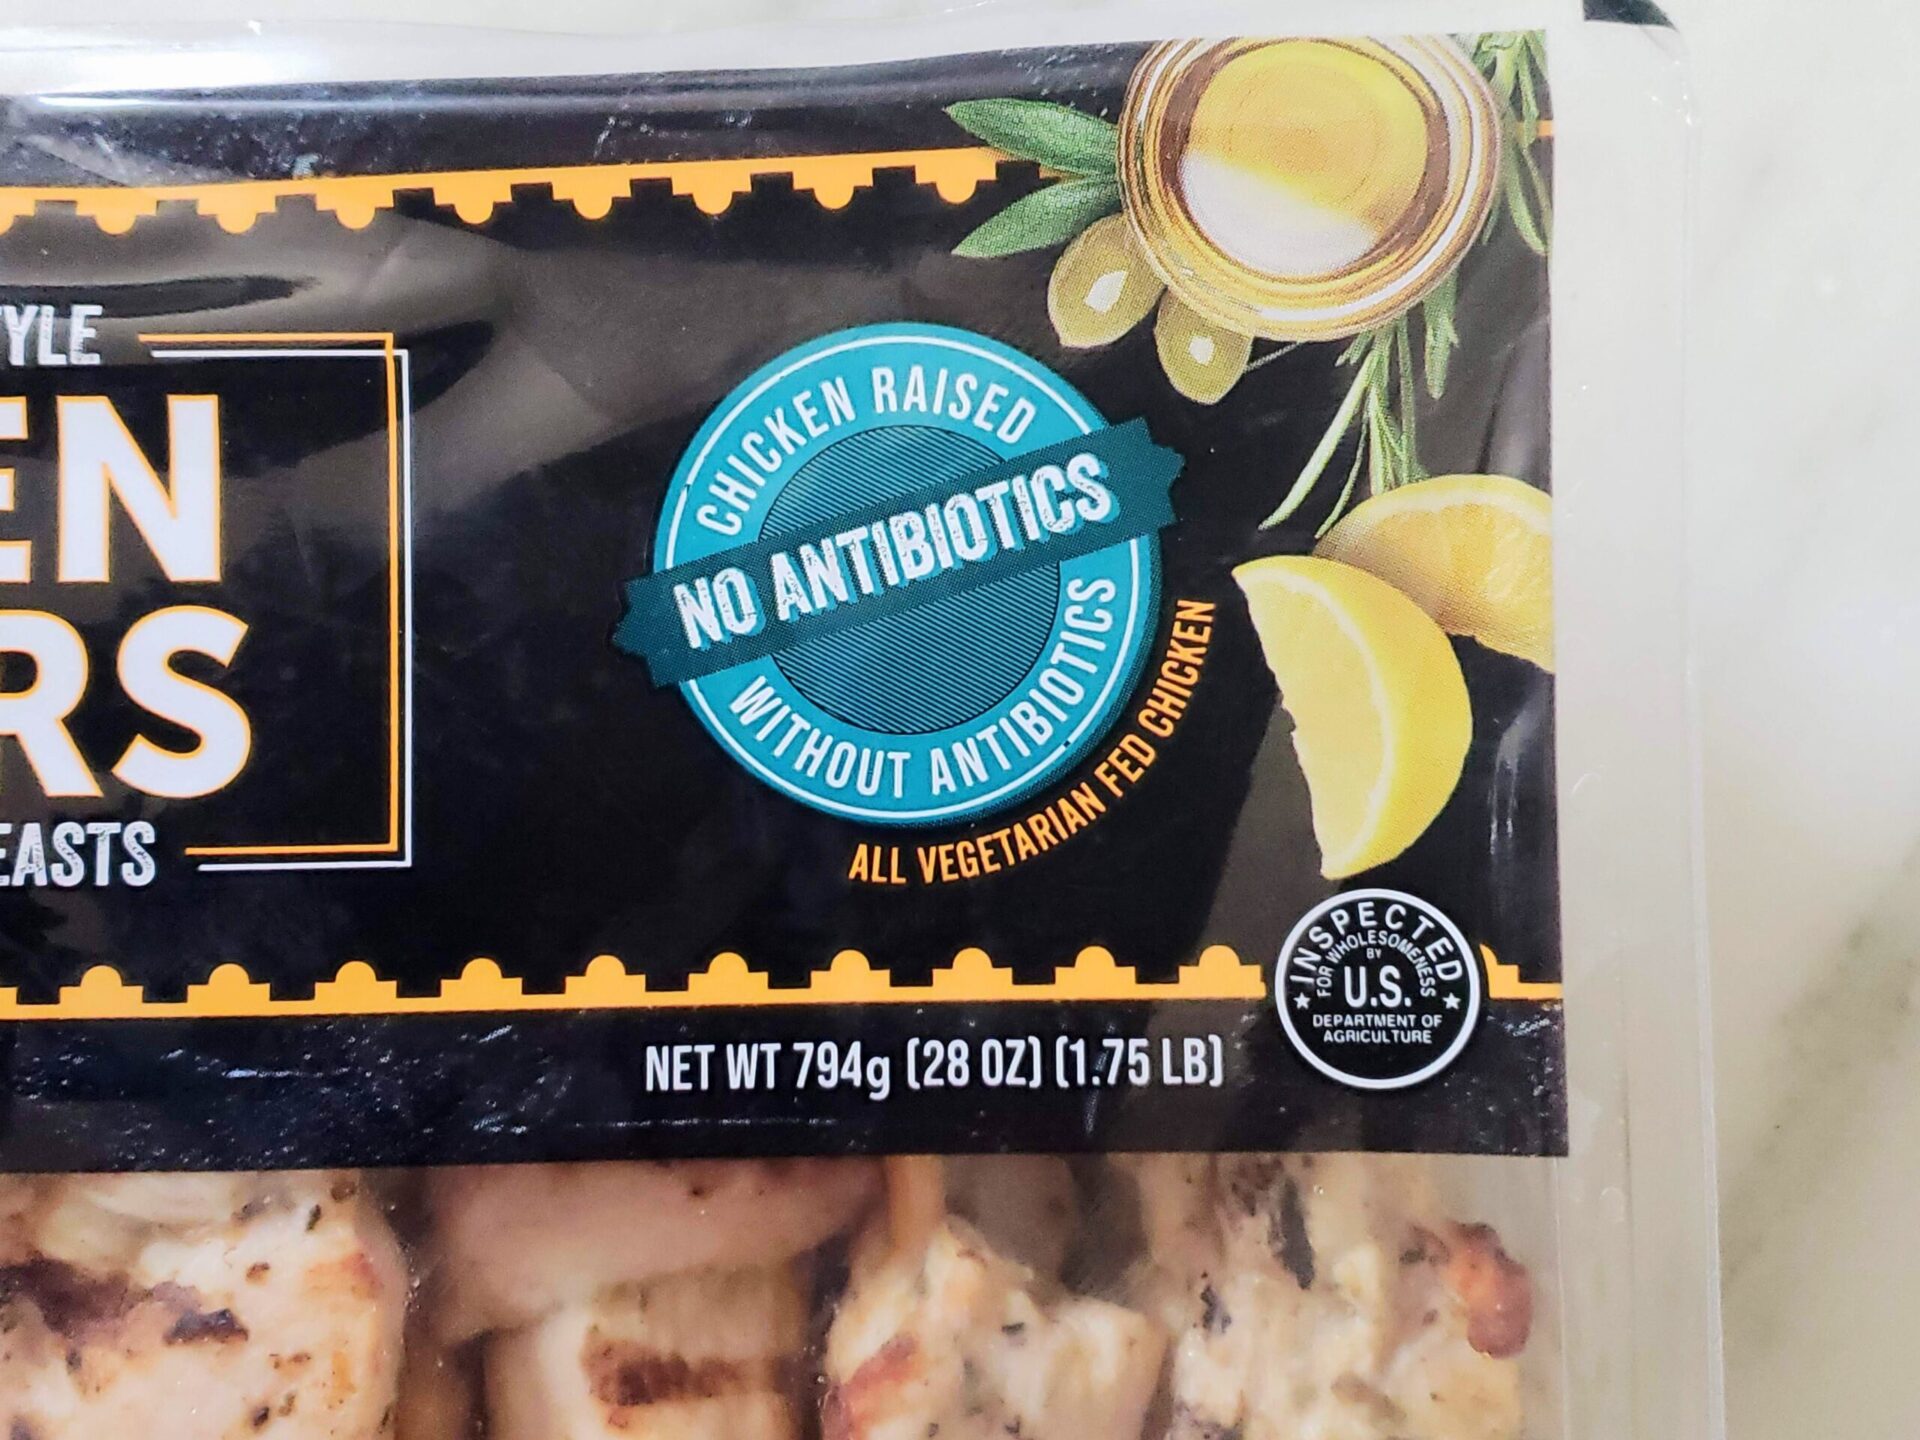 YLE
EN
RS
EASTS
CHICKEN RAISED
NO ANTIBIOTICS
WITHOUT ANTIBIOTICS
ALL VEGETARIAN FED CHICKEN
INSPECTED
FOR WHOLESOMENESS
BY
U.S.
DEPARTMENT OF
AGRICULTURE
NET WT 794g (28 OZ) (1.75 LB)